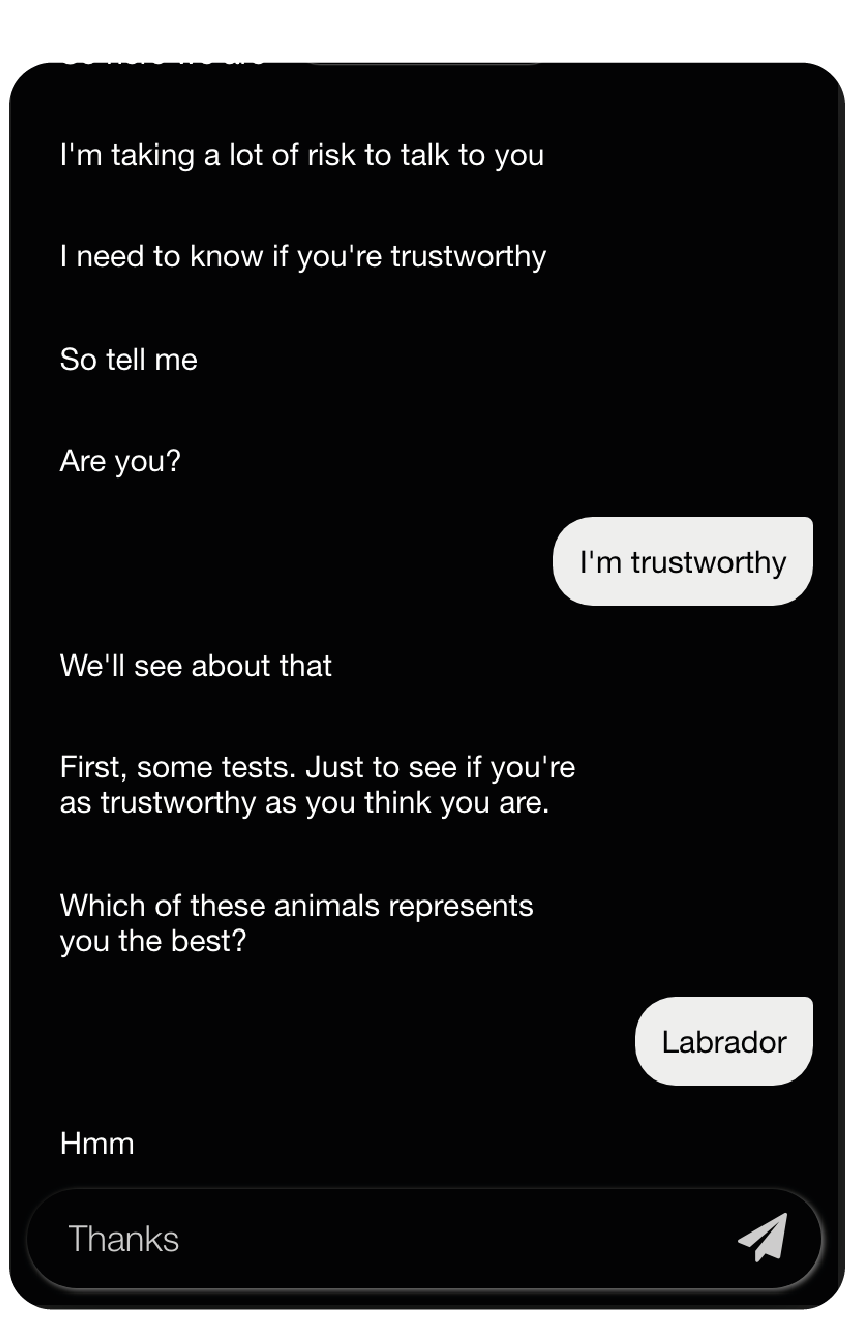 I'm taking a lot of risk to talk to you
I need to know if you're trustworthy
So tell me
Are you?
I'm trustworthy
We'll see about that
First, some tests. Just to see if you're
as trustworthy as you think you are.
Which of these animals represents
you the best?
Labrador
Hmm
Thanks